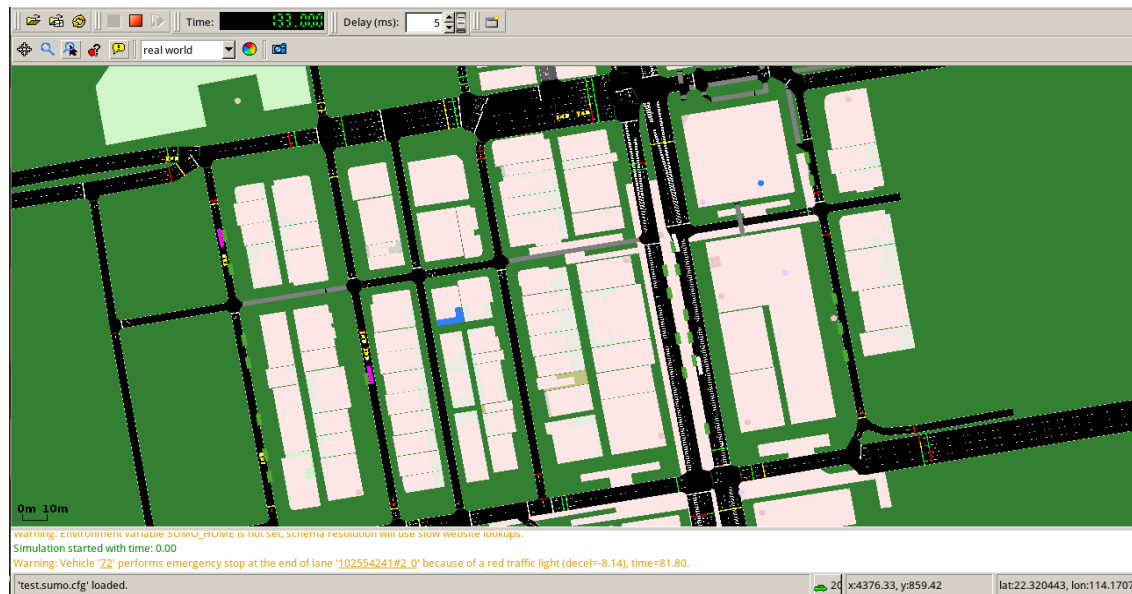 Time: 133.000 Delay (ms): 5
real world
0m 10m
Warning: Environment variable SUMO_HOME is not set, schema resolution will use slow website lookups.
Simulation started with time: 0.00
Warning: Vehicle '72' performs emergency stop at the end of lane '102554241#2_0' because of a red traffic light (decel=-8.14), time=81.80.
'test.sumo.cfg' loaded. 20 x:4376.33, y:859.42 lat:22.320443, lon:114.1707